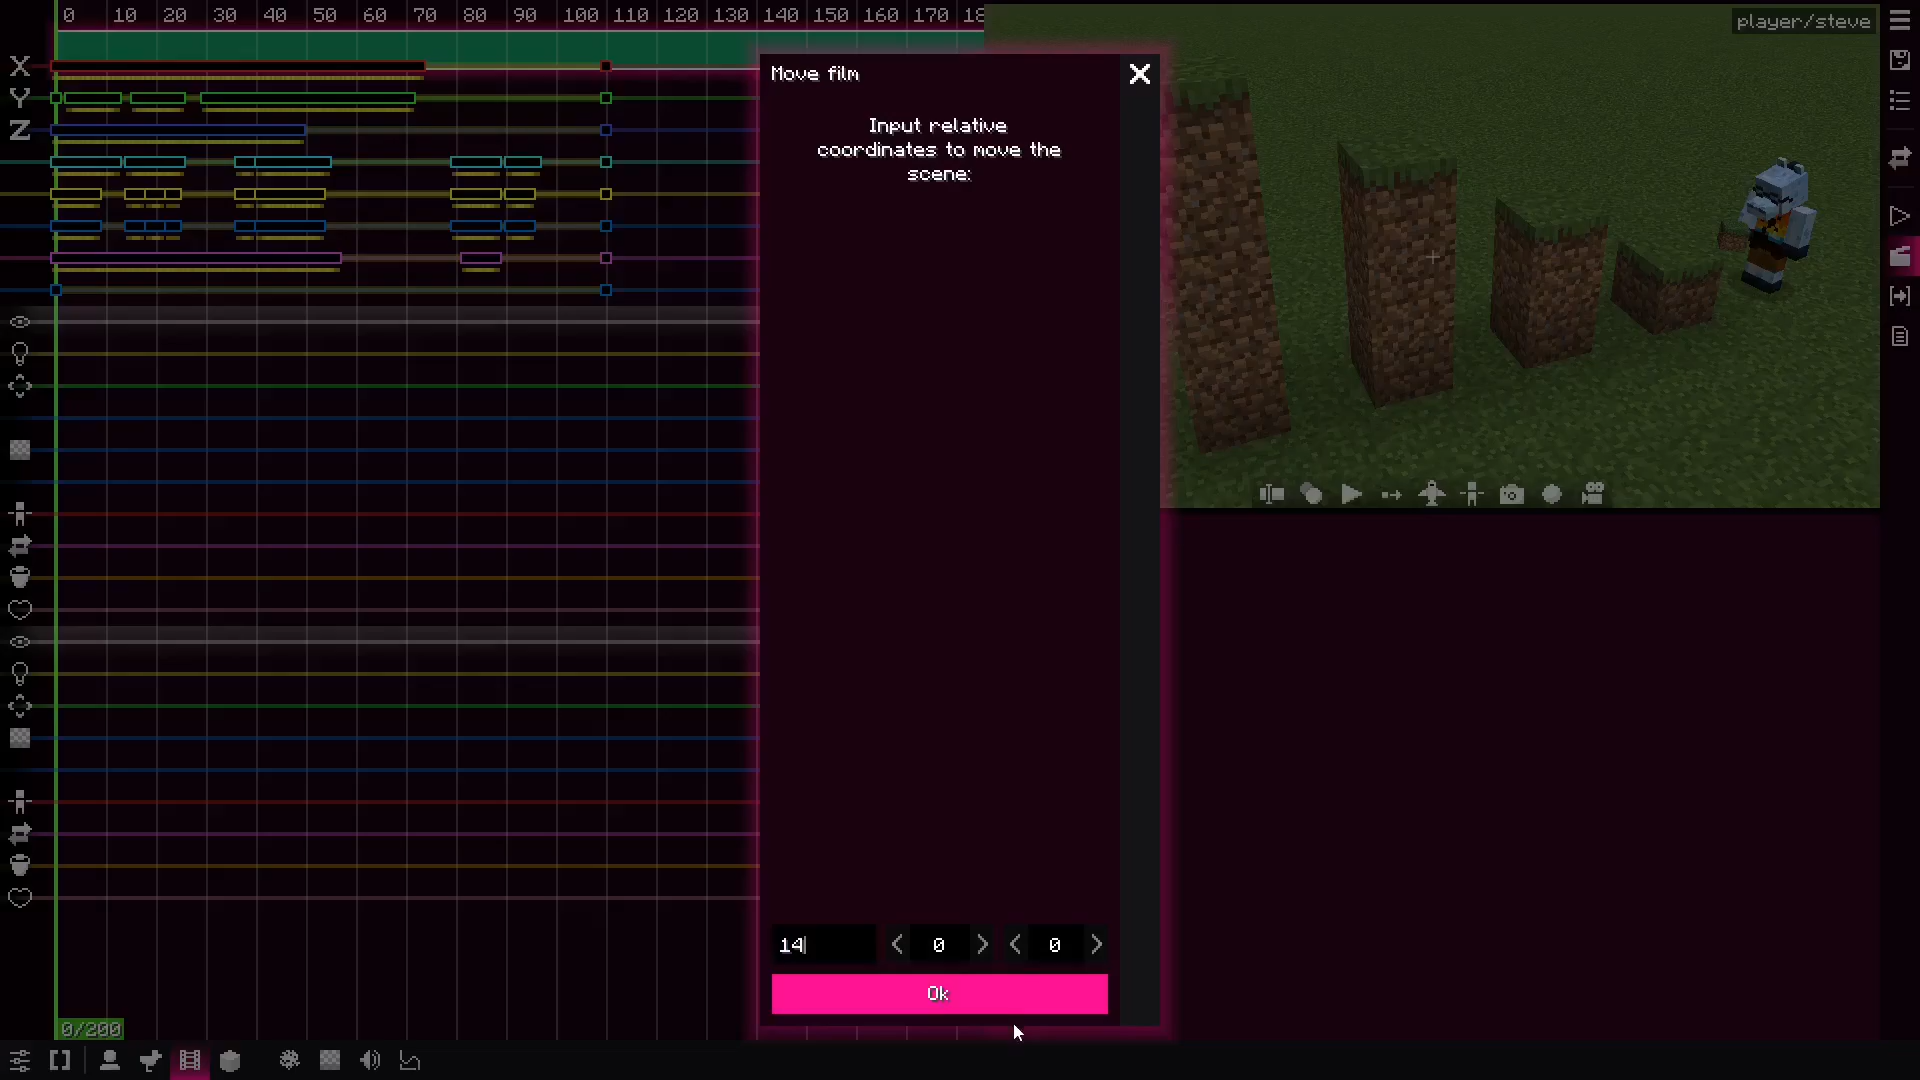 0 10 20 30 40 50 60 70 80 90 100 110 120 130 140 150 160 170 18
player/steve
X
Y
Z
Move film
Input relative
coordinates to move the
scene:
14 0 0
Ok
0/200